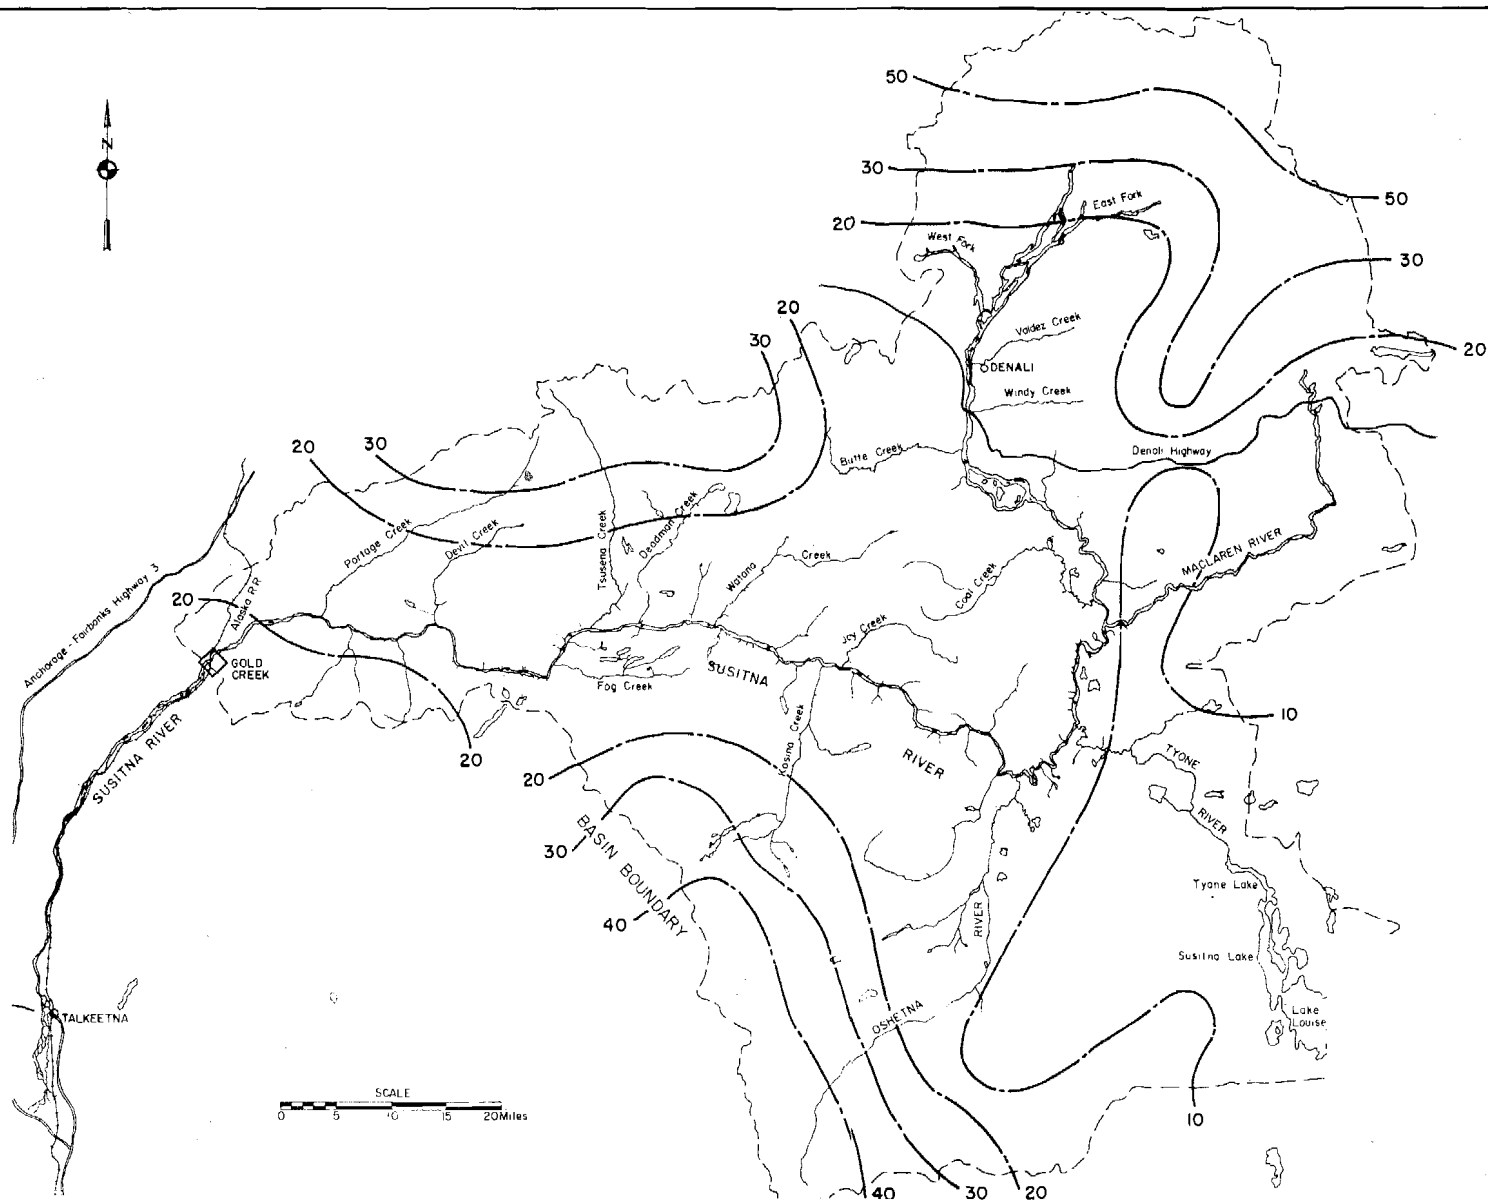 50
N
30
50
East Fork
20
West Fork
30
20
Valdez Creek
30
20
DENALI
Windy Creek
20
30
Butte Creek
Denali Highway
Portage Creek
Devil Creek
Tsusena Creek
Deadman Creek
Watana Creek
MACLAREN RIVER
Anchorage - Fairbanks Highway 3
20
Alaska R.R.
Coal Creek
Jay Creek
GOLD
CREEK
Fog Creek
SUSITNA
RIVER
Kosina Creek
10
SUSITNA RIVER
20
20
TYONE
RIVER
30
BASIN BOUNDARY
40
Tyone Lake
RIVER
Susitna Lake
OSHETNA
Lake
Louise
TALKEETNA
SCALE
0 5 10 15 20 Miles
10
40
30
20